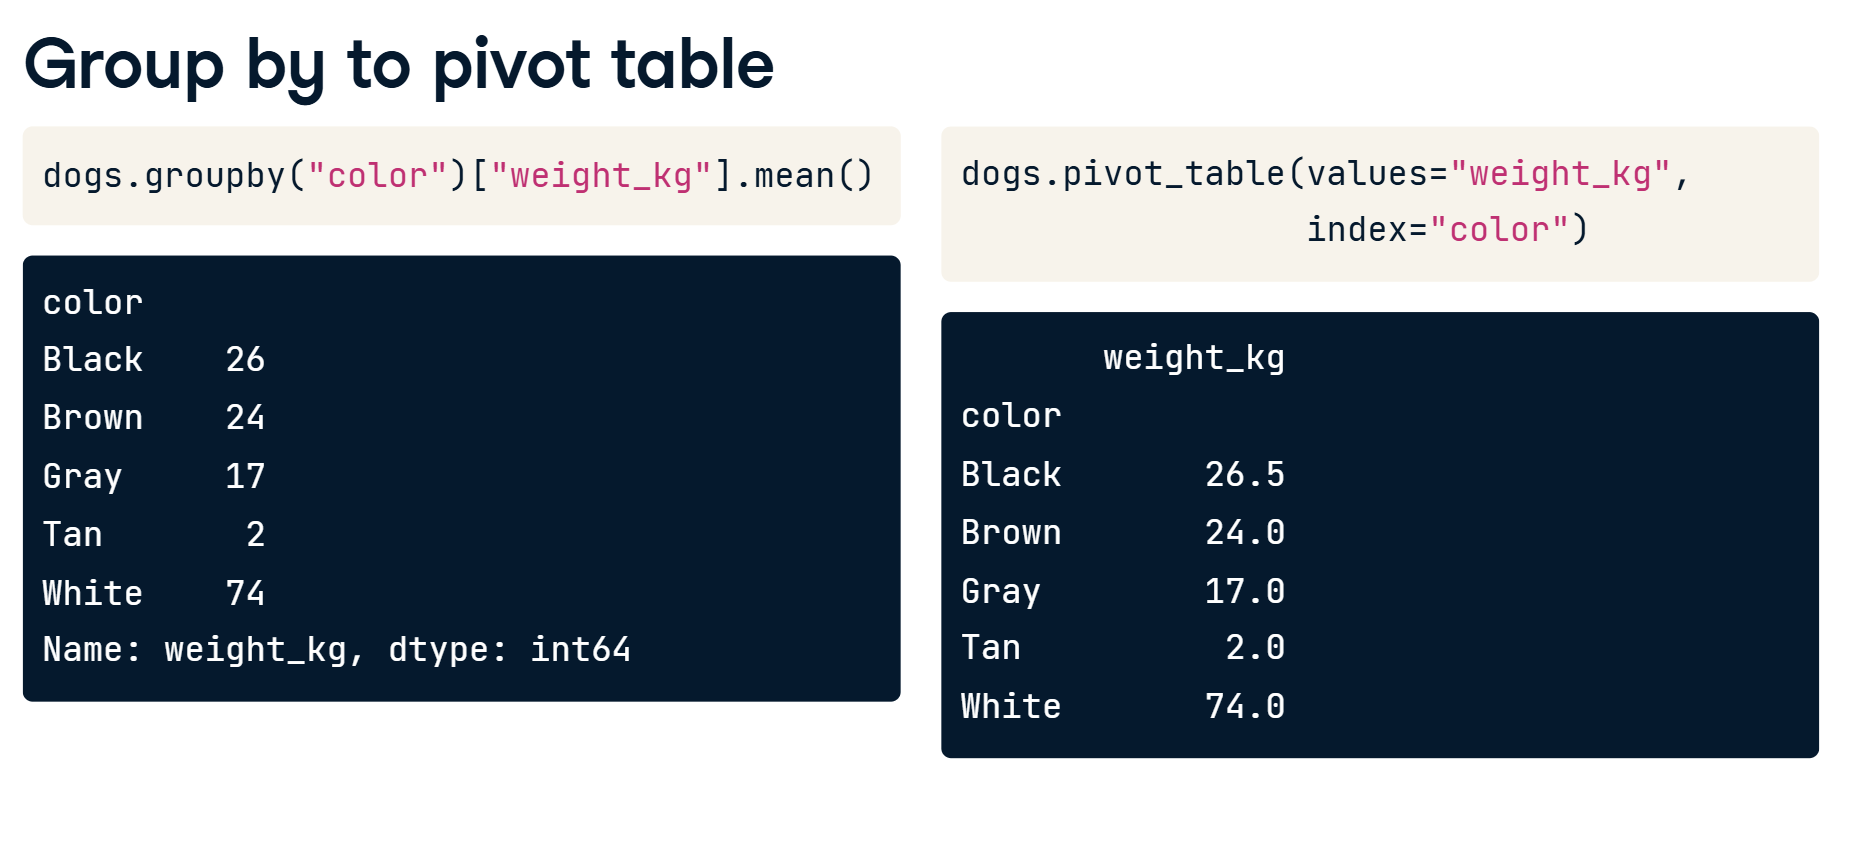 Group by to pivot table
dogs.groupby("color")["weight_kg"].mean()
color
Black    26
Brown    24
Gray     17
Tan       2
White    74
Name: weight_kg, dtype: int64
dogs.pivot_table(values="weight_kg",
                 index="color")
       weight_kg
color
Black       26.5
Brown       24.0
Gray        17.0
Tan          2.0
White       74.0